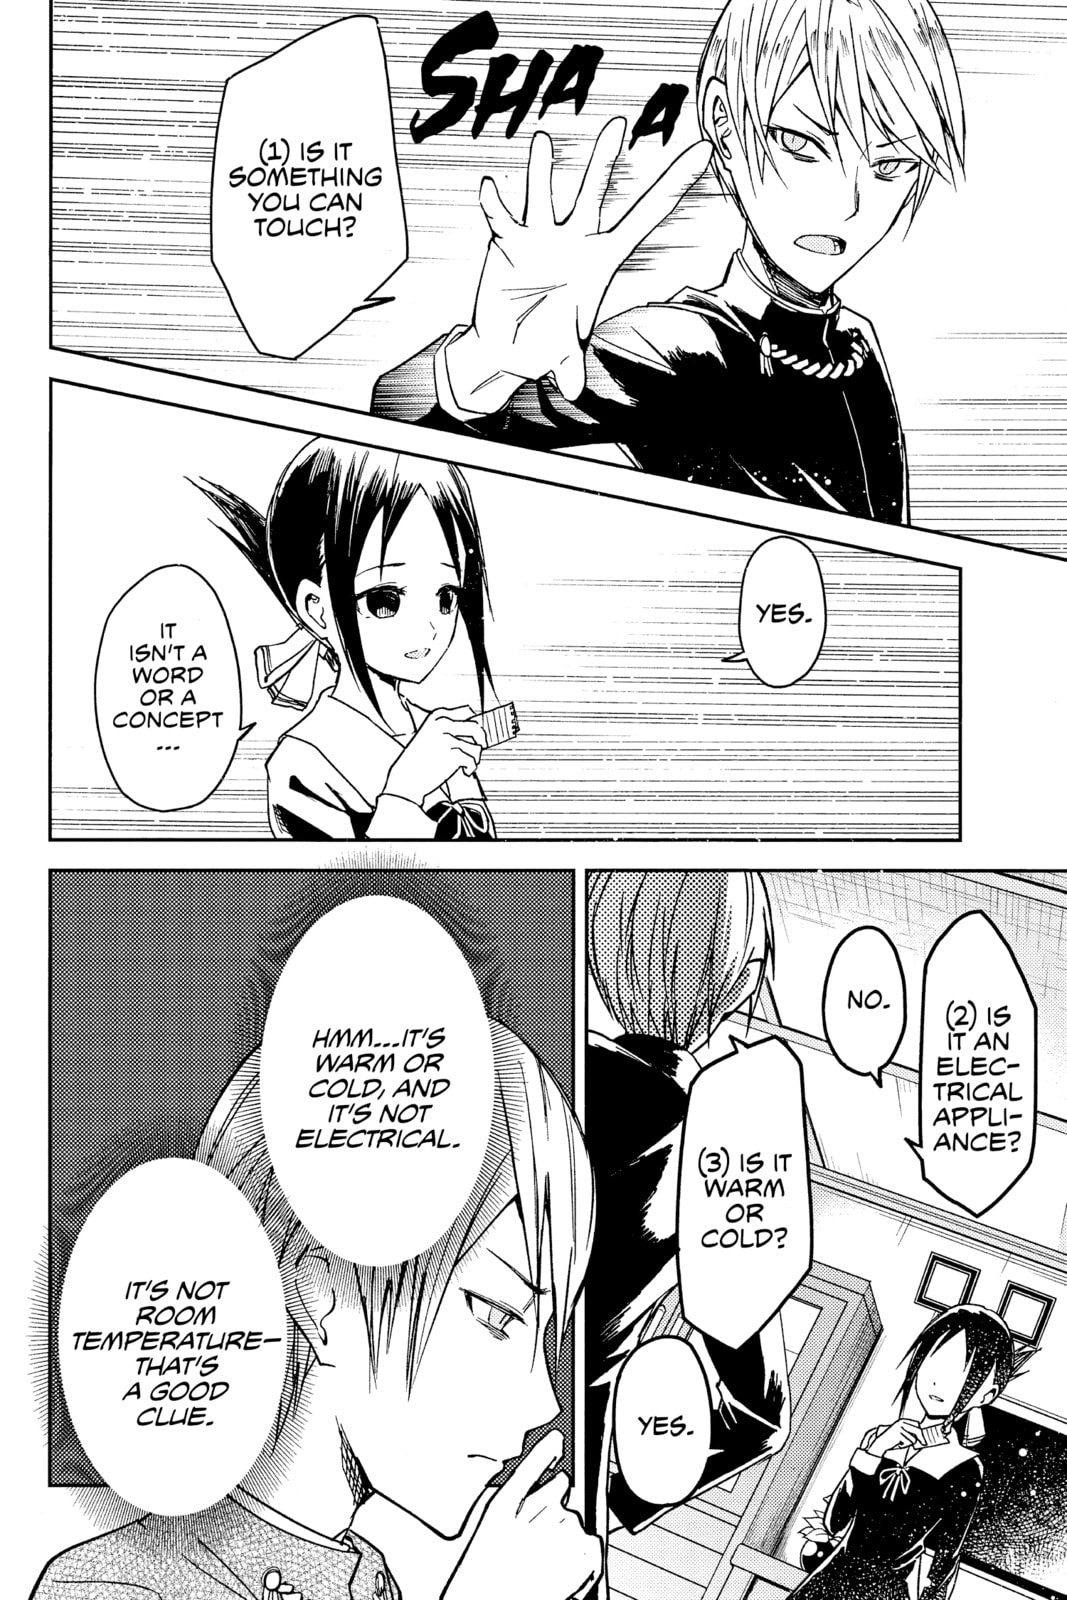 SHA A
(1) IS IT
SOMETHING
YOU CAN
TOUCH?
YES.
IT
ISN'T A
WORD
OR A
CONCEPT
...
(2) IS
IT AN
ELEC-
TRICAL
APPLI-
ANCE?
NO.
(3) IS IT
WARM
OR
COLD?
YES.
HMM...IT'S
WARM OR
COLD, AND
IT'S NOT
ELECTRICAL.
IT'S NOT
ROOM
TEMPERATURE—
THAT'S
A GOOD
CLUE.